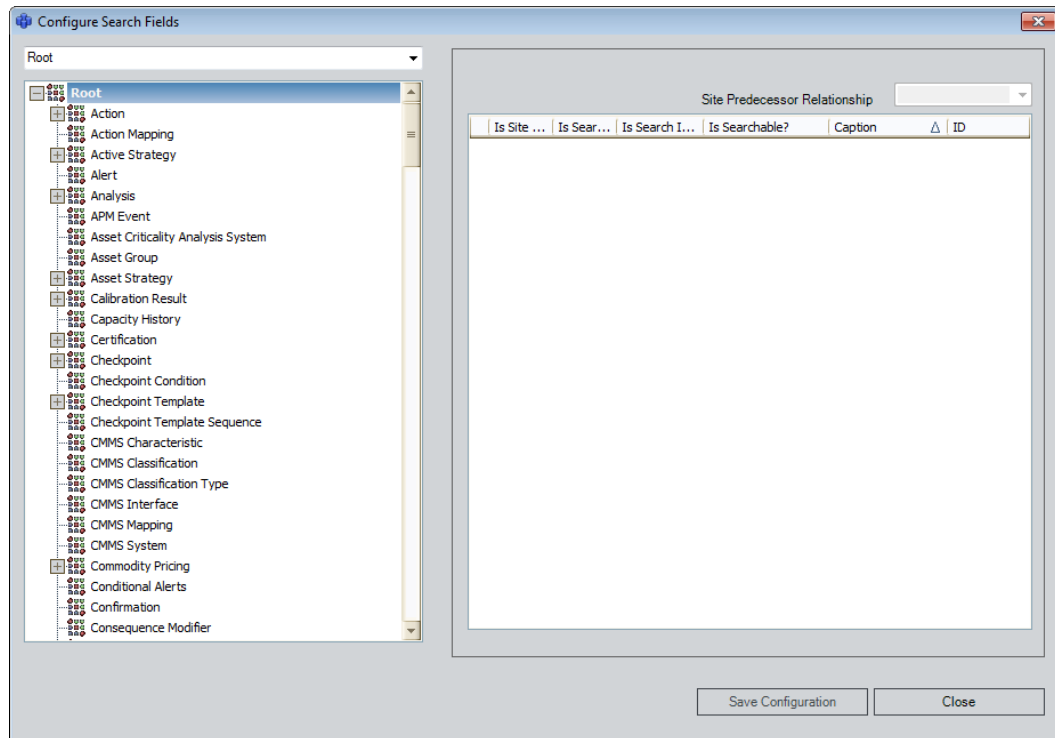 Configure Search Fields
Root
Root
Action
Action Mapping
Active Strategy
Alert
Analysis
APM Event
Asset Criticality Analysis System
Asset Group
Asset Strategy
Calibration Result
Capacity History
Certification
Checkpoint
Checkpoint Condition
Checkpoint Template
Checkpoint Template Sequence
CMMS Characteristic
CMMS Classification
CMMS Classification Type
CMMS Interface
CMMS Mapping
CMMS System
Commodity Pricing
Conditional Alerts
Confirmation
Consequence Modifier
Site Predecessor Relationship
Is Site ... Is Sear... Is Search I... Is Searchable? Caption ID
Save Configuration Close